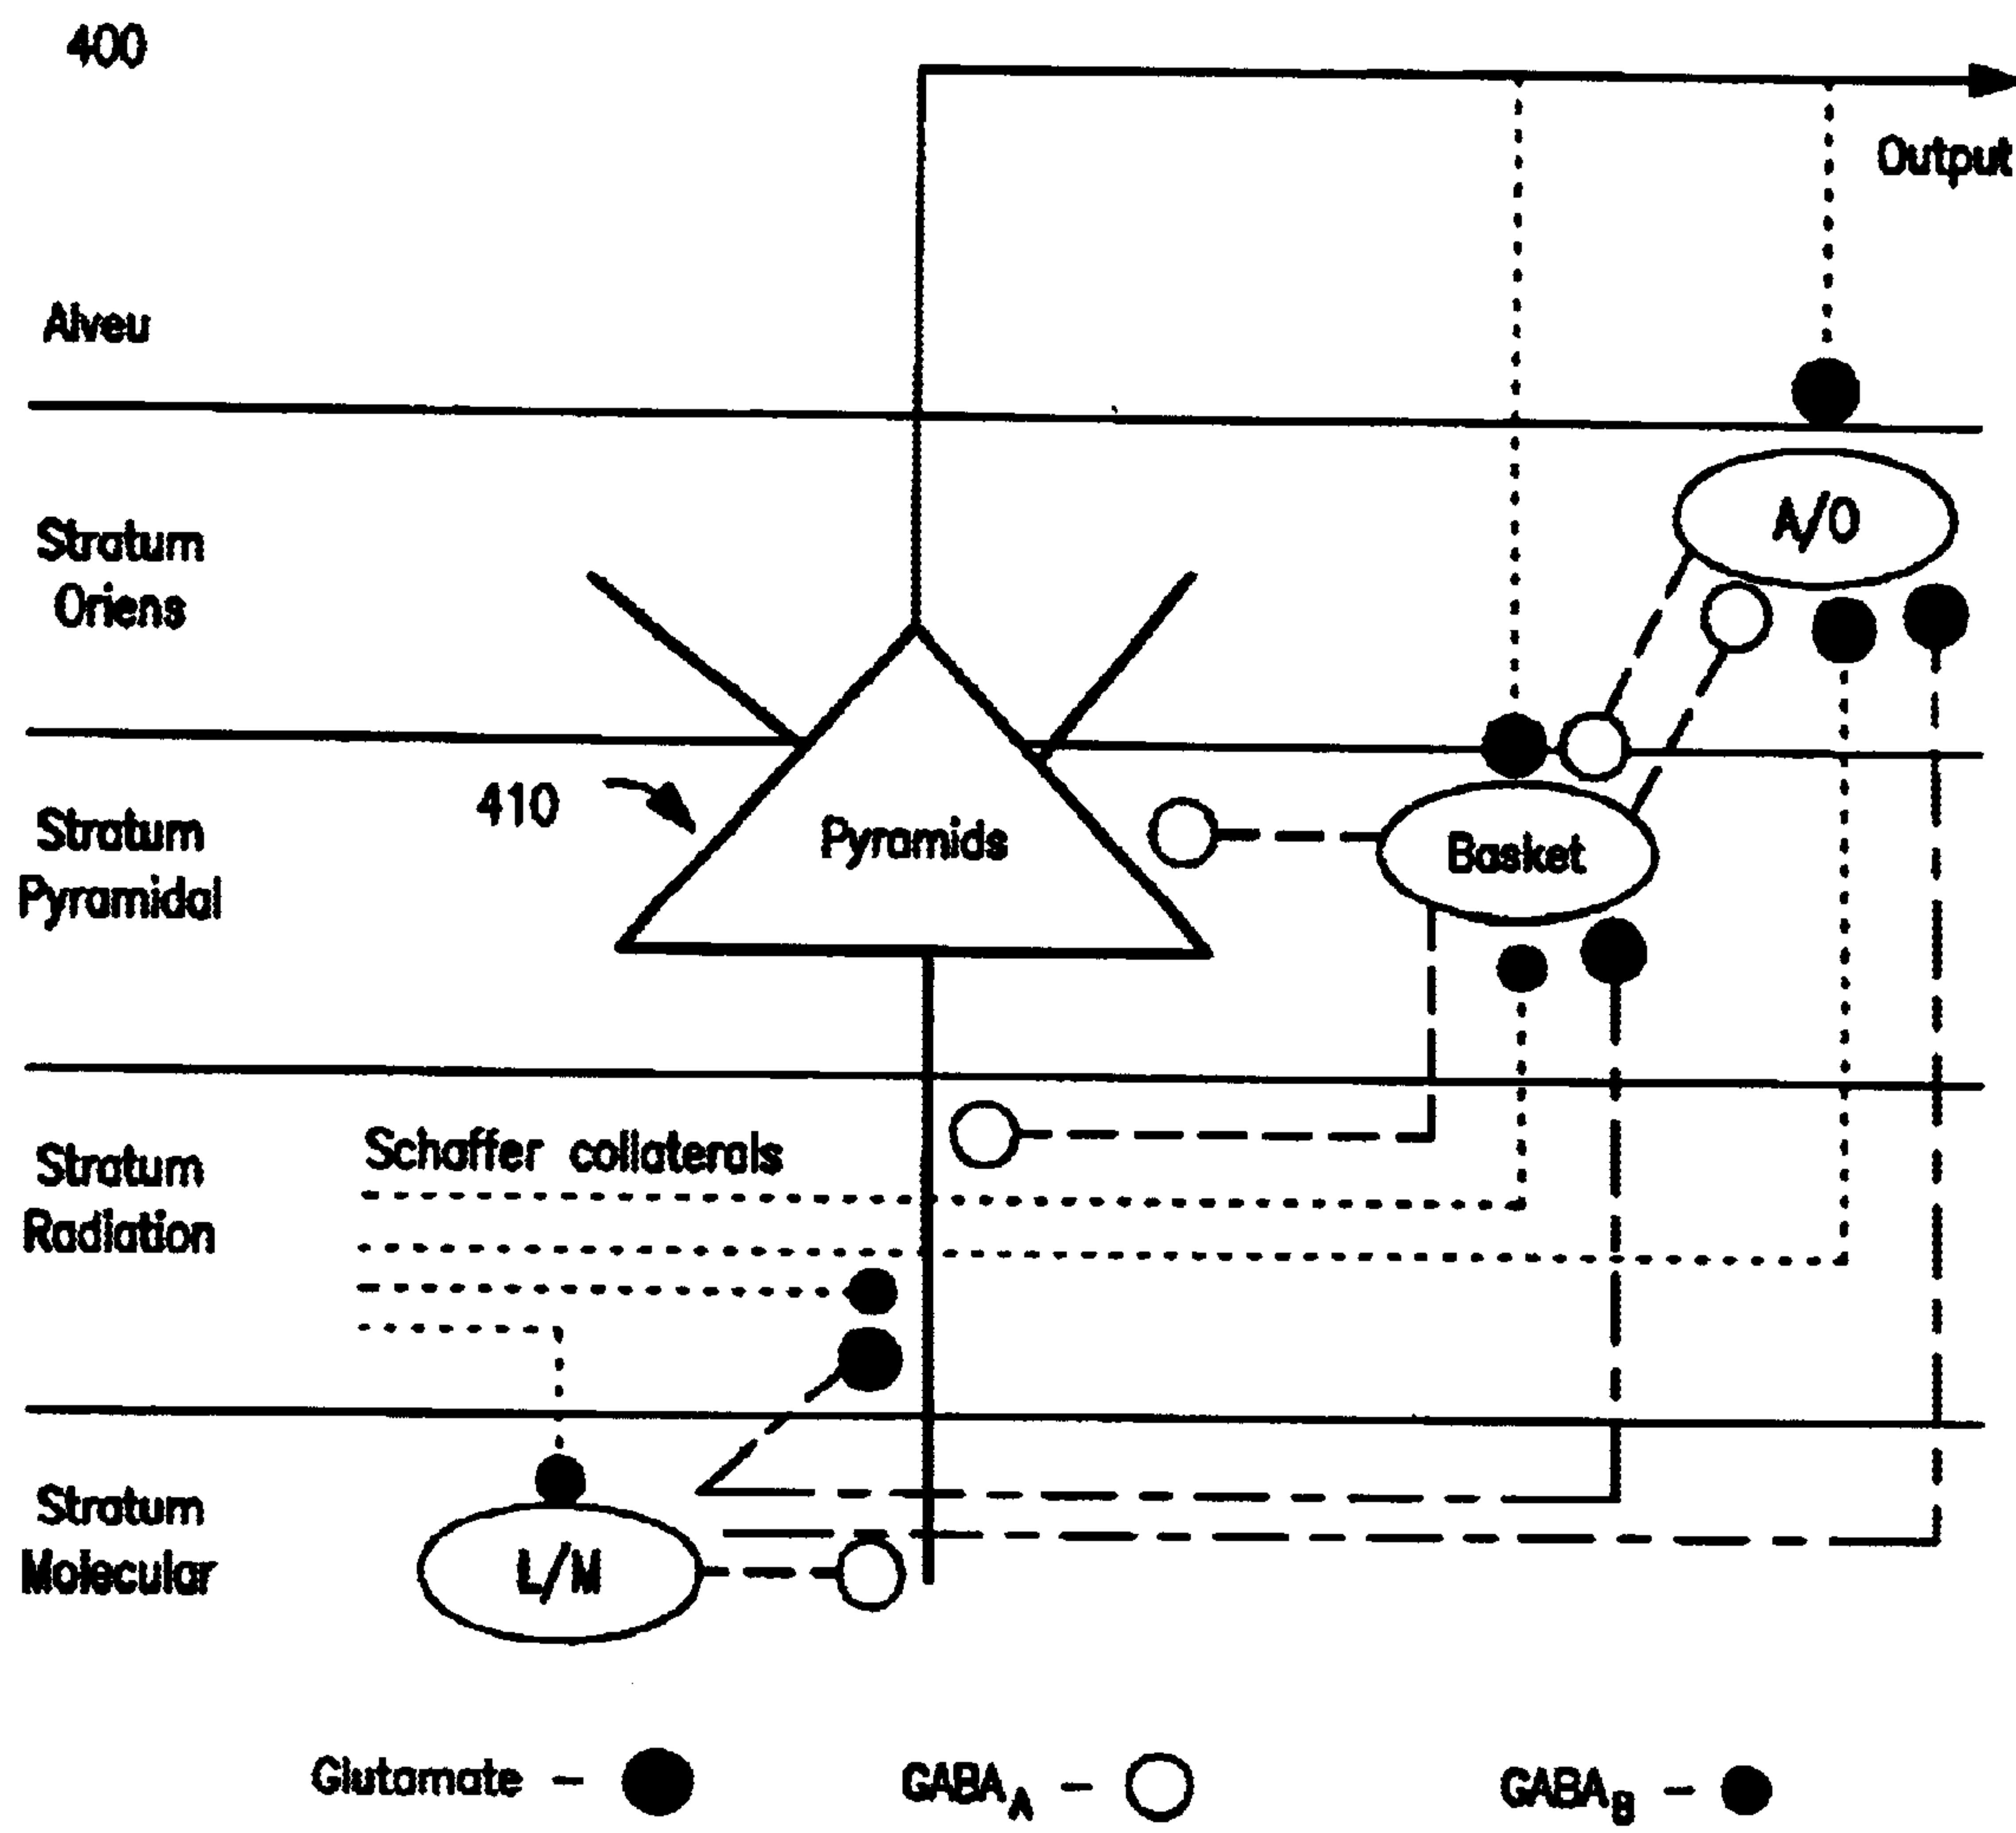 400
Output
Alveu
Stratum
Oriens
A/O
Stratum
Pyramidal
410
Pyramids
Basket
Stratum
Radiation
Schaffer collaterals
Stratum
Molecular
L/M
Glutamate -
GABA_A -
GABA_B -